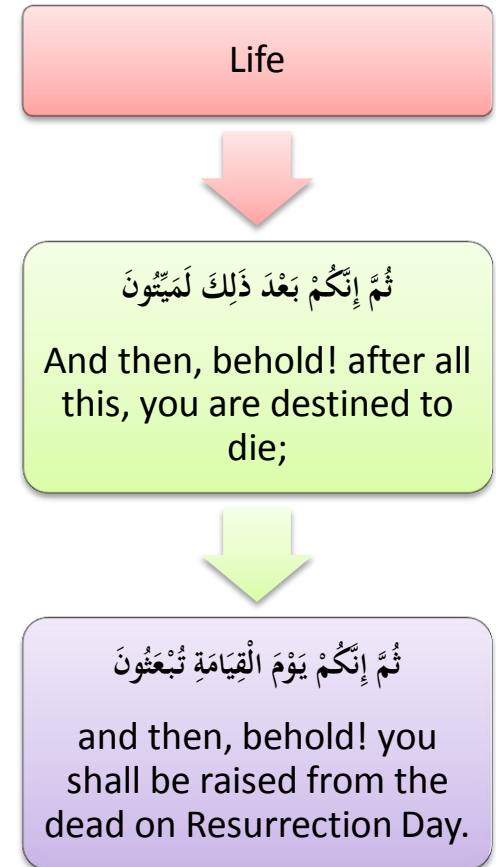 Life
ثُمَّ إِنَّكُمْ بَعْدَ ذَلِكَ لَمَيِّتُونَ
And then, behold! after all
this, you are destined to
die;
ثُمَّ إِنَّكُمْ يَوْمَ الْقِيَامَةِ تُبْعَثُونَ
and then, behold! you
shall be raised from the
dead on Resurrection Day.